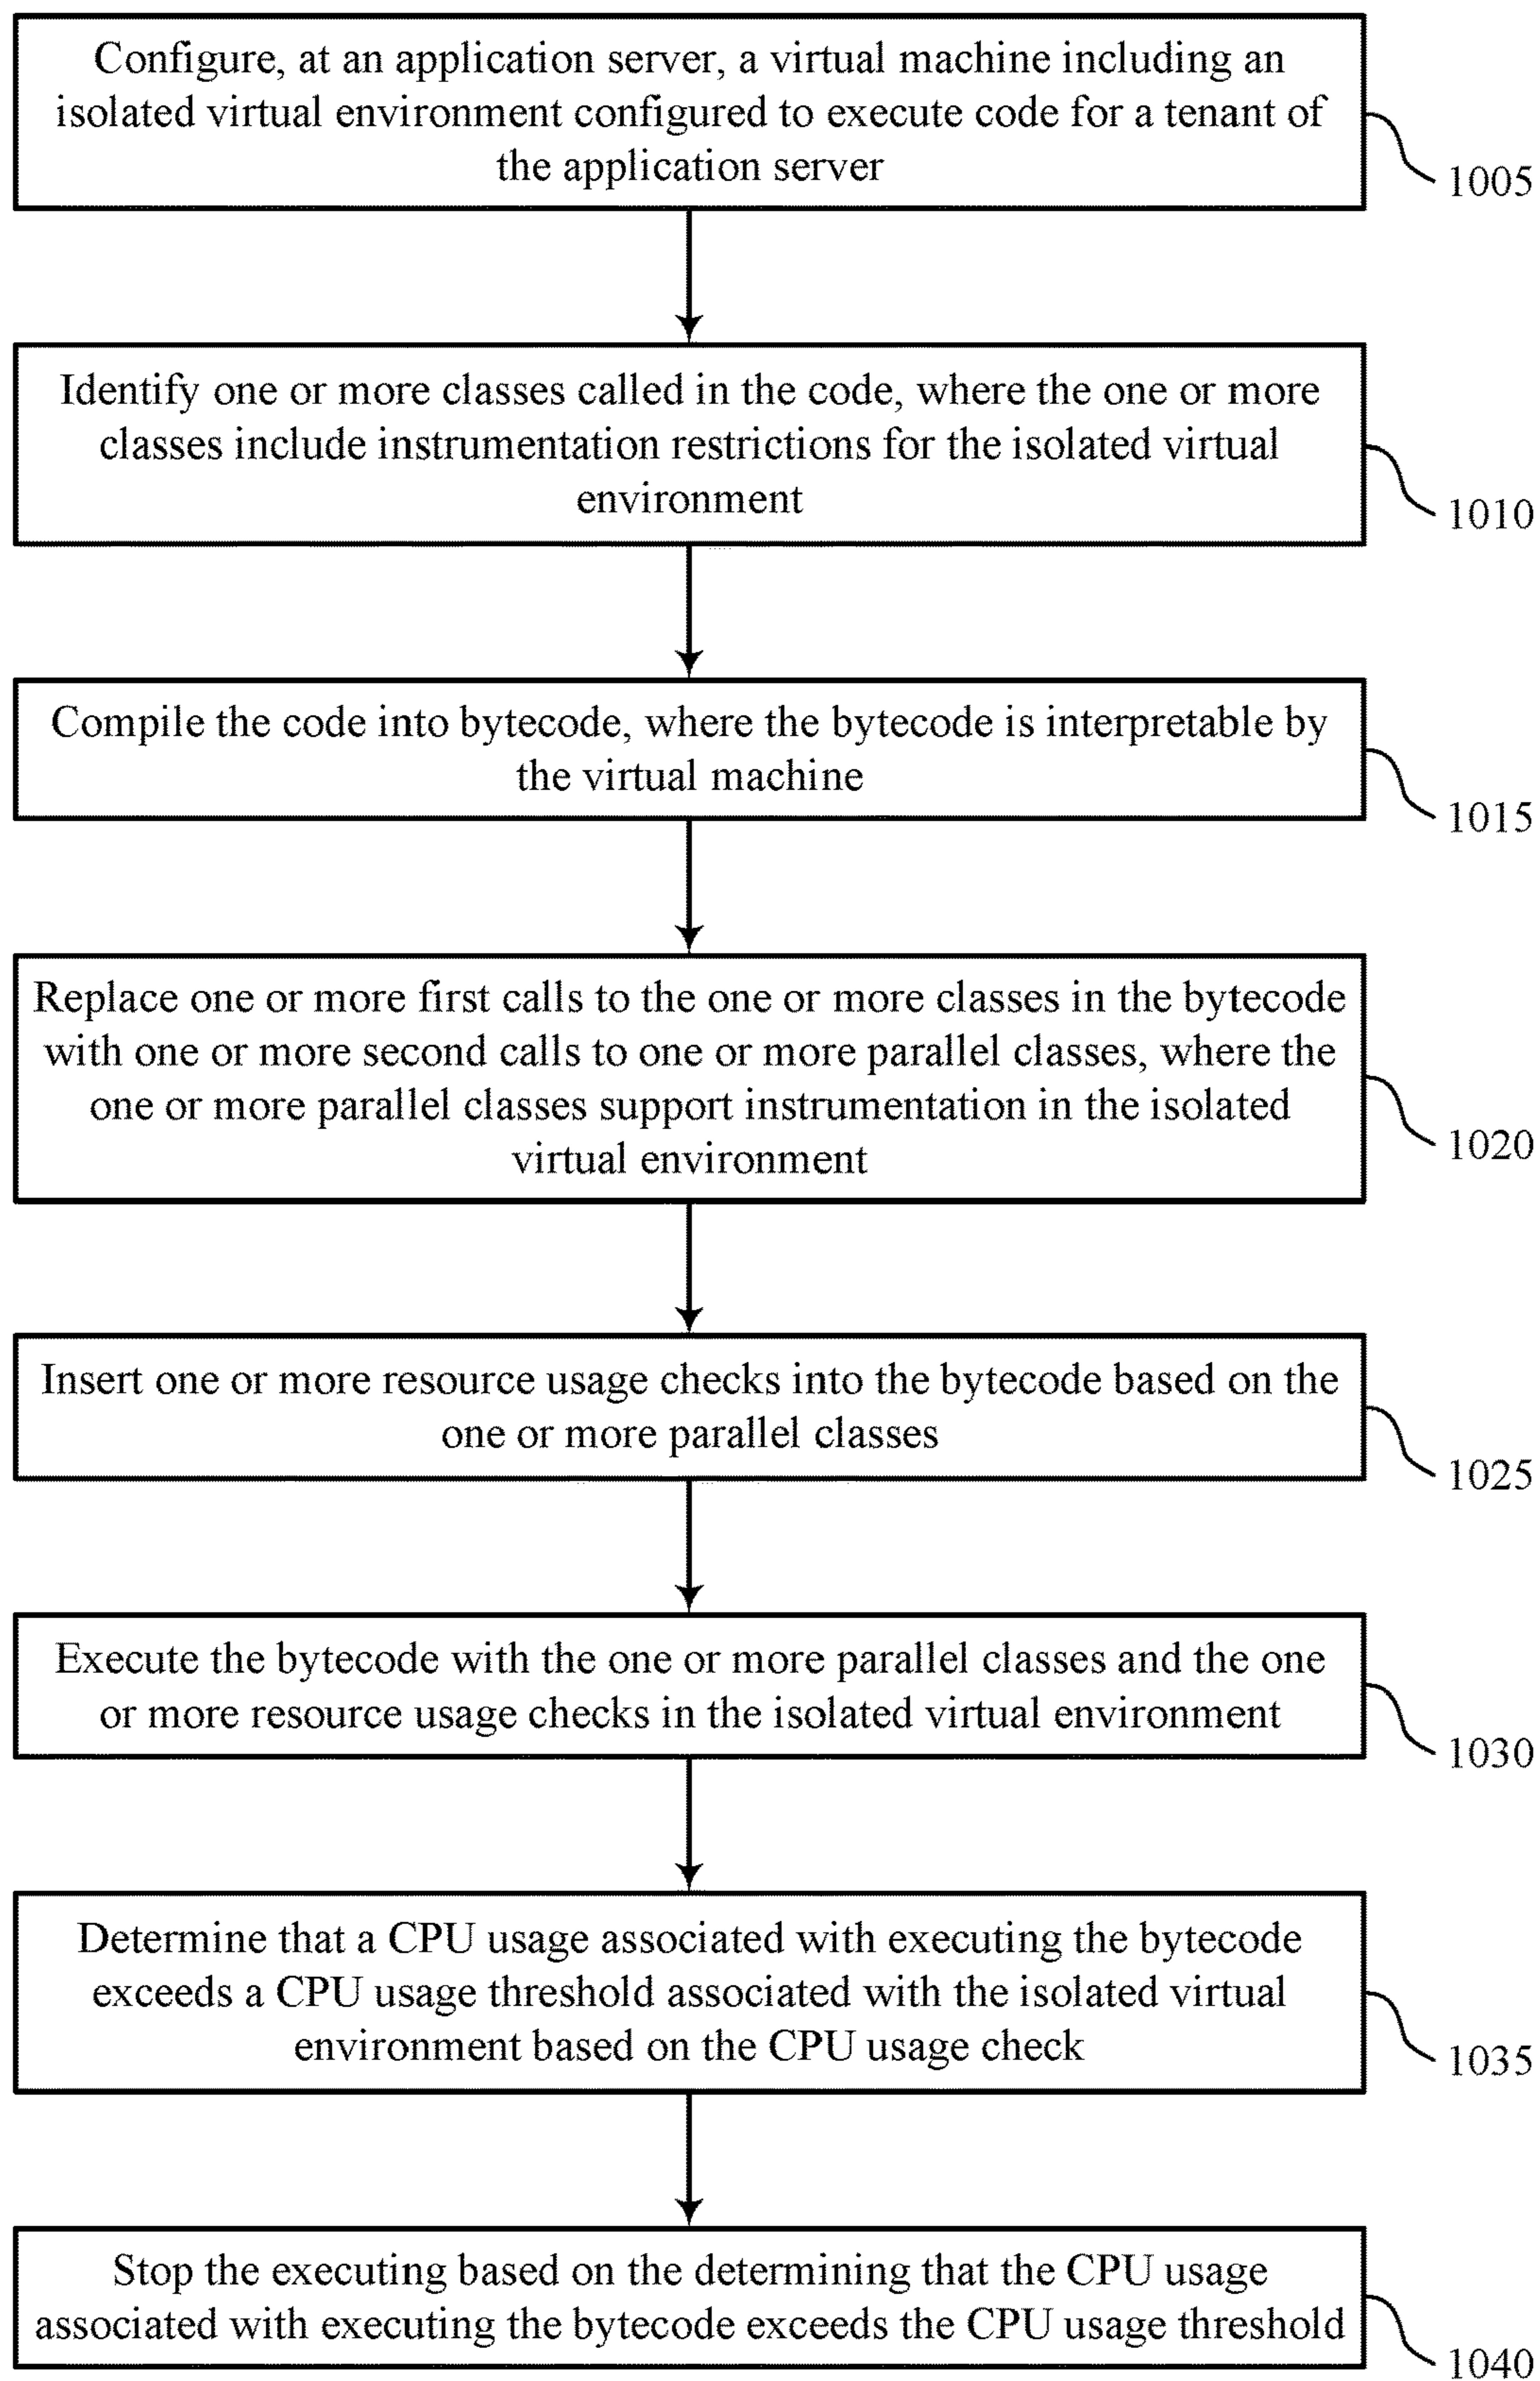 Configure, at an application server, a virtual machine including an
isolated virtual environment configured to execute code for a tenant of
the application server
1005
Identify one or more classes called in the code, where the one or more
classes include instrumentation restrictions for the isolated virtual
environment
1010
Compile the code into bytecode, where the bytecode is interpretable by
the virtual machine
1015
Replace one or more first calls to the one or more classes in the bytecode
with one or more second calls to one or more parallel classes, where the
one or more parallel classes support instrumentation in the isolated
virtual environment
1020
Insert one or more resource usage checks into the bytecode based on the
one or more parallel classes
1025
Execute the bytecode with the one or more parallel classes and the one
or more resource usage checks in the isolated virtual environment
1030
Determine that a CPU usage associated with executing the bytecode
exceeds a CPU usage threshold associated with the isolated virtual
environment based on the CPU usage check
1035
Stop the executing based on the determining that the CPU usage
associated with executing the bytecode exceeds the CPU usage threshold
1040